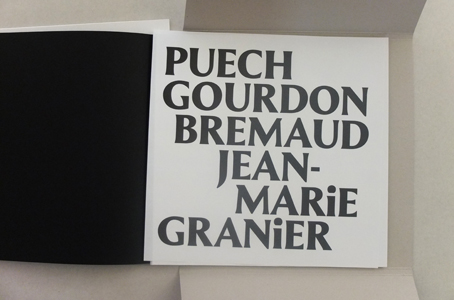 PUECH
GOURDON
BREMAUD
JEAN-
MARiE
GRANiER